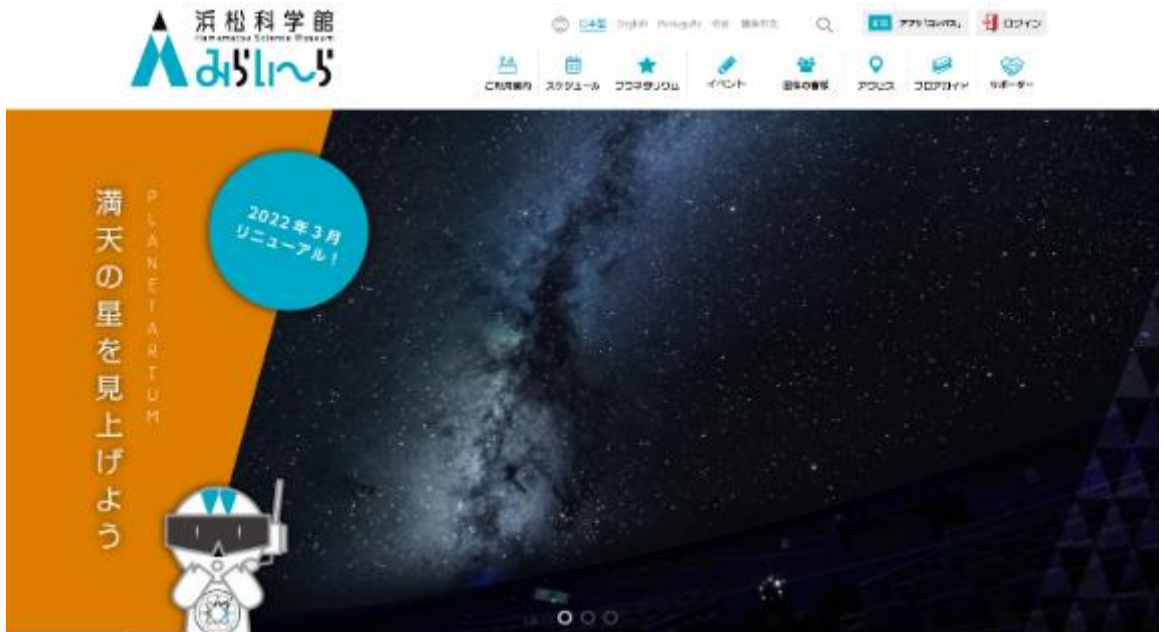 浜松科学館
Hamamatsu Science Museum
みらいーら
日本語 English Português
アプリ「コンパス」
ログイン
ご利用案内 スケジュール プラネタリウム イベント 団体の皆様 アクセス フロアガイド サポーター
2022年3月
リニューアル!
満天の星を見上げよう
PLANETARIUM